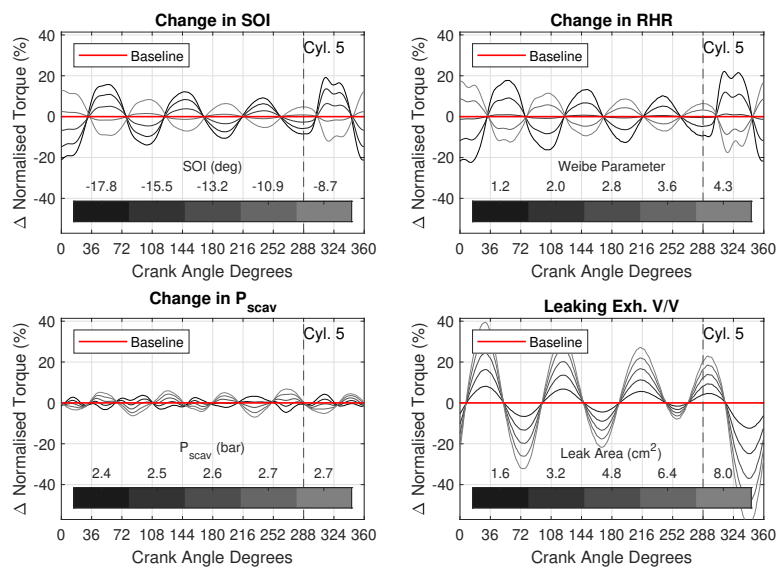 Change in SOI
Baseline
Cyl. 5
40
20
0
-20
-40
Δ Normalised Torque (%)
SOI (deg)
-17.8 -15.5 -13.2 -10.9 -8.7
0 36 72 108 144 180 216 252 288 324 360
Crank Angle Degrees
Change in RHR
Baseline
Cyl. 5
40
20
0
-20
-40
Δ Normalised Torque (%)
Weibe Parameter
1.2 2.0 2.8 3.6 4.3
0 36 72 108 144 180 216 252 288 324 360
Crank Angle Degrees
Change in P_scav
Baseline
Cyl. 5
40
20
0
-20
-40
Δ Normalised Torque (%)
P_scav (bar)
2.4 2.5 2.6 2.7 2.7
0 36 72 108 144 180 216 252 288 324 360
Crank Angle Degrees
Leaking Exh. V/V
Baseline
Cyl. 5
40
20
0
-20
-40
Δ Normalised Torque (%)
Leak Area (cm²)
1.6 3.2 4.8 6.4 8.0
0 36 72 108 144 180 216 252 288 324 360
Crank Angle Degrees